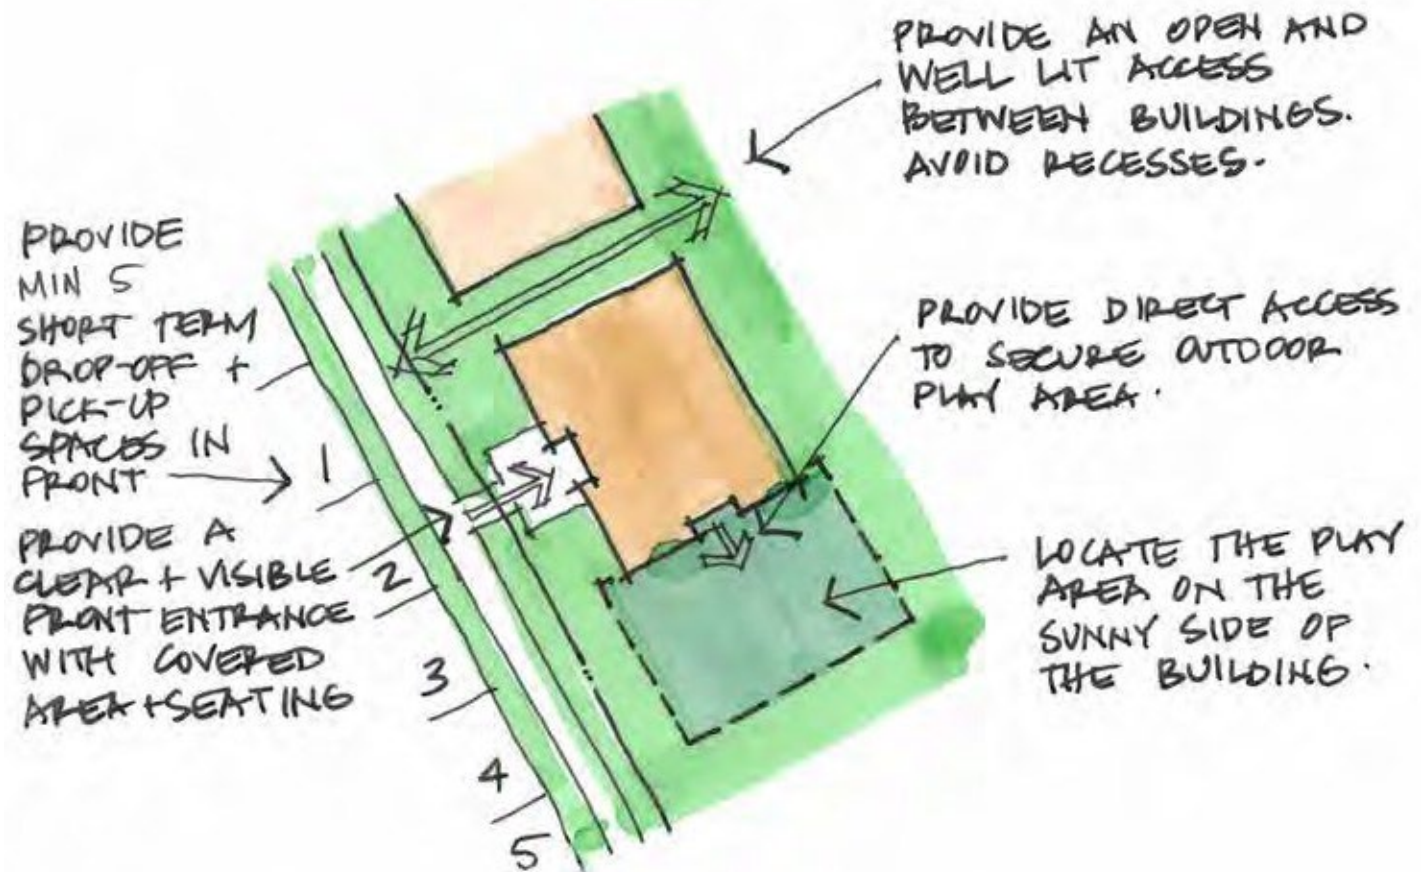 PROVIDE AN OPEN AND
WELL LIT ACCESS
BETWEEN BUILDINGS.
AVOID RECESSES.
PROVIDE
MIN 5
SHORT TERM
DROP-OFF +
PICK-UP
SPACES IN
FRONT
1
2
3
4
5
PROVIDE A
CLEAR + VISIBLE
FRONT ENTRANCE
WITH COVERED
AREA + SEATING
PROVIDE DIRECT ACCESS
TO SECURE OUTDOOR
PLAY AREA.
LOCATE THE PLAY
AREA ON THE
SUNNY SIDE OF
THE BUILDING.